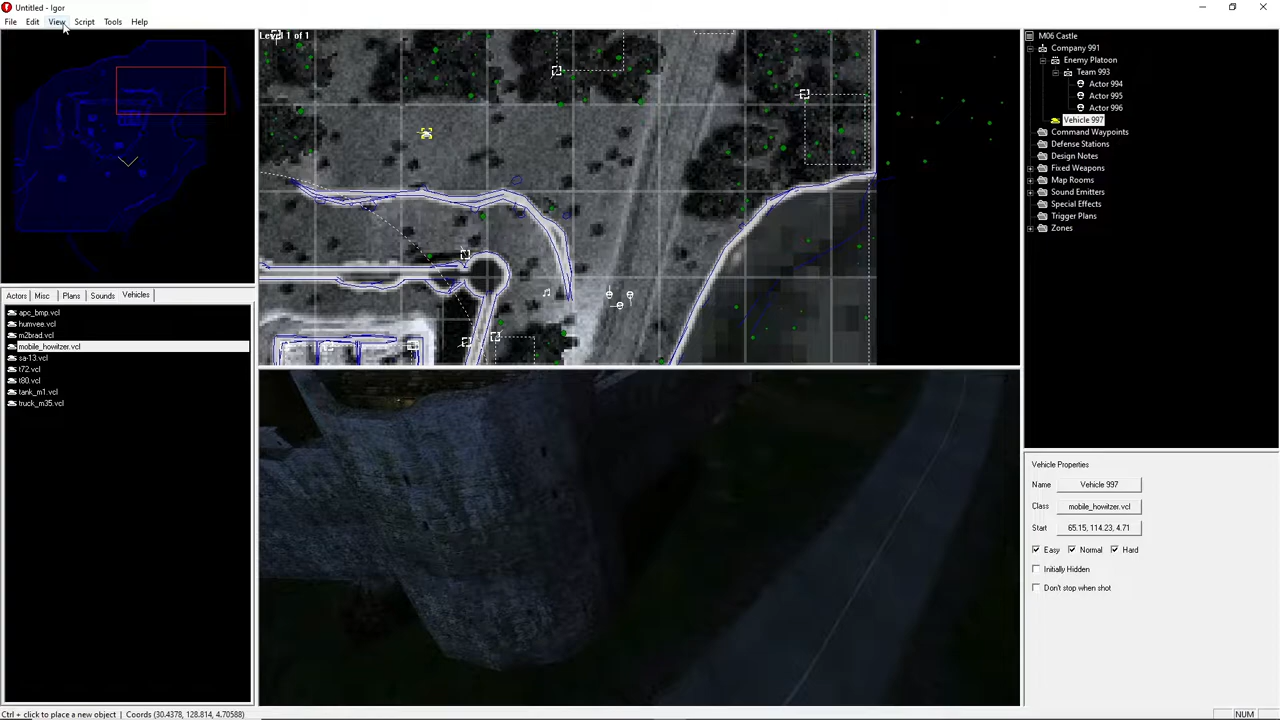 Untitled - Igor
File Edit View Script Tools Help
Level 1 of 1
Actors Misc Plans Sounds Vehicles
apc_bmp.vcl
humvee.vcl
m2brad.vcl
mobile_howitzer.vcl
sa-13.vcl
t72.vcl
t80.vcl
tank_m1.vcl
truck_m35.vcl
M06 Castle
Company 991
Enemy Platoon
Team 993
Actor 994
Actor 995
Actor 996
Vehicle 997
Command Waypoints
Defense Stations
Design Notes
Fixed Weapons
Map Rooms
Sound Emitters
Special Effects
Trigger Plans
Zones
Vehicle Properties
Name Vehicle 997
Class mobile_howitzer.vcl
Start 65.15, 114.23, 4.71
Easy Normal Hard
Initially Hidden
Don't stop when shot
Ctrl + click to place a new object | Coords (30.4378, 128.814, 4.70588)
NUM